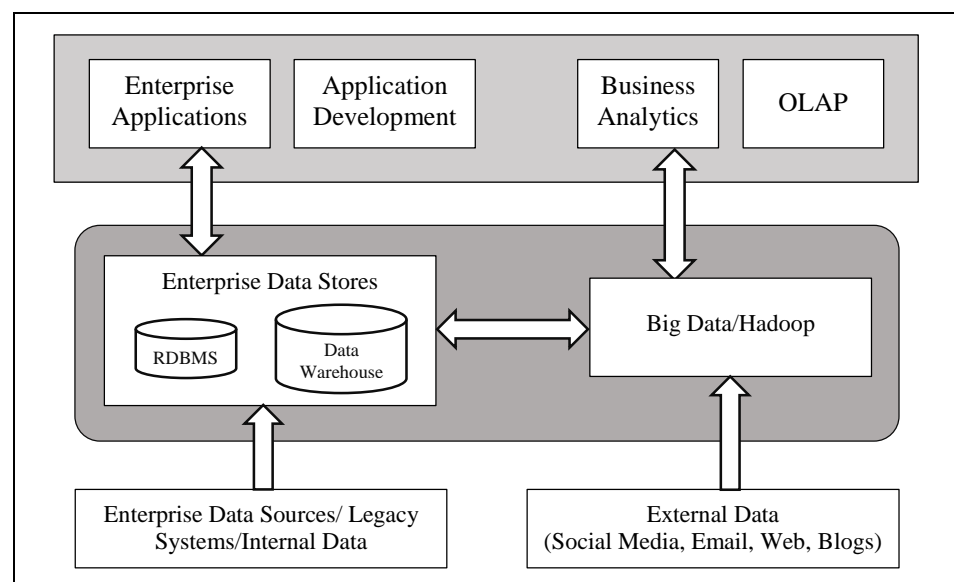 Enterprise
Applications
Application
Development
Business
Analytics
OLAP
Enterprise Data Stores
RDBMS
Data
Warehouse
Big Data/Hadoop
Enterprise Data Sources/ Legacy
Systems/Internal Data
External Data
(Social Media, Email, Web, Blogs)